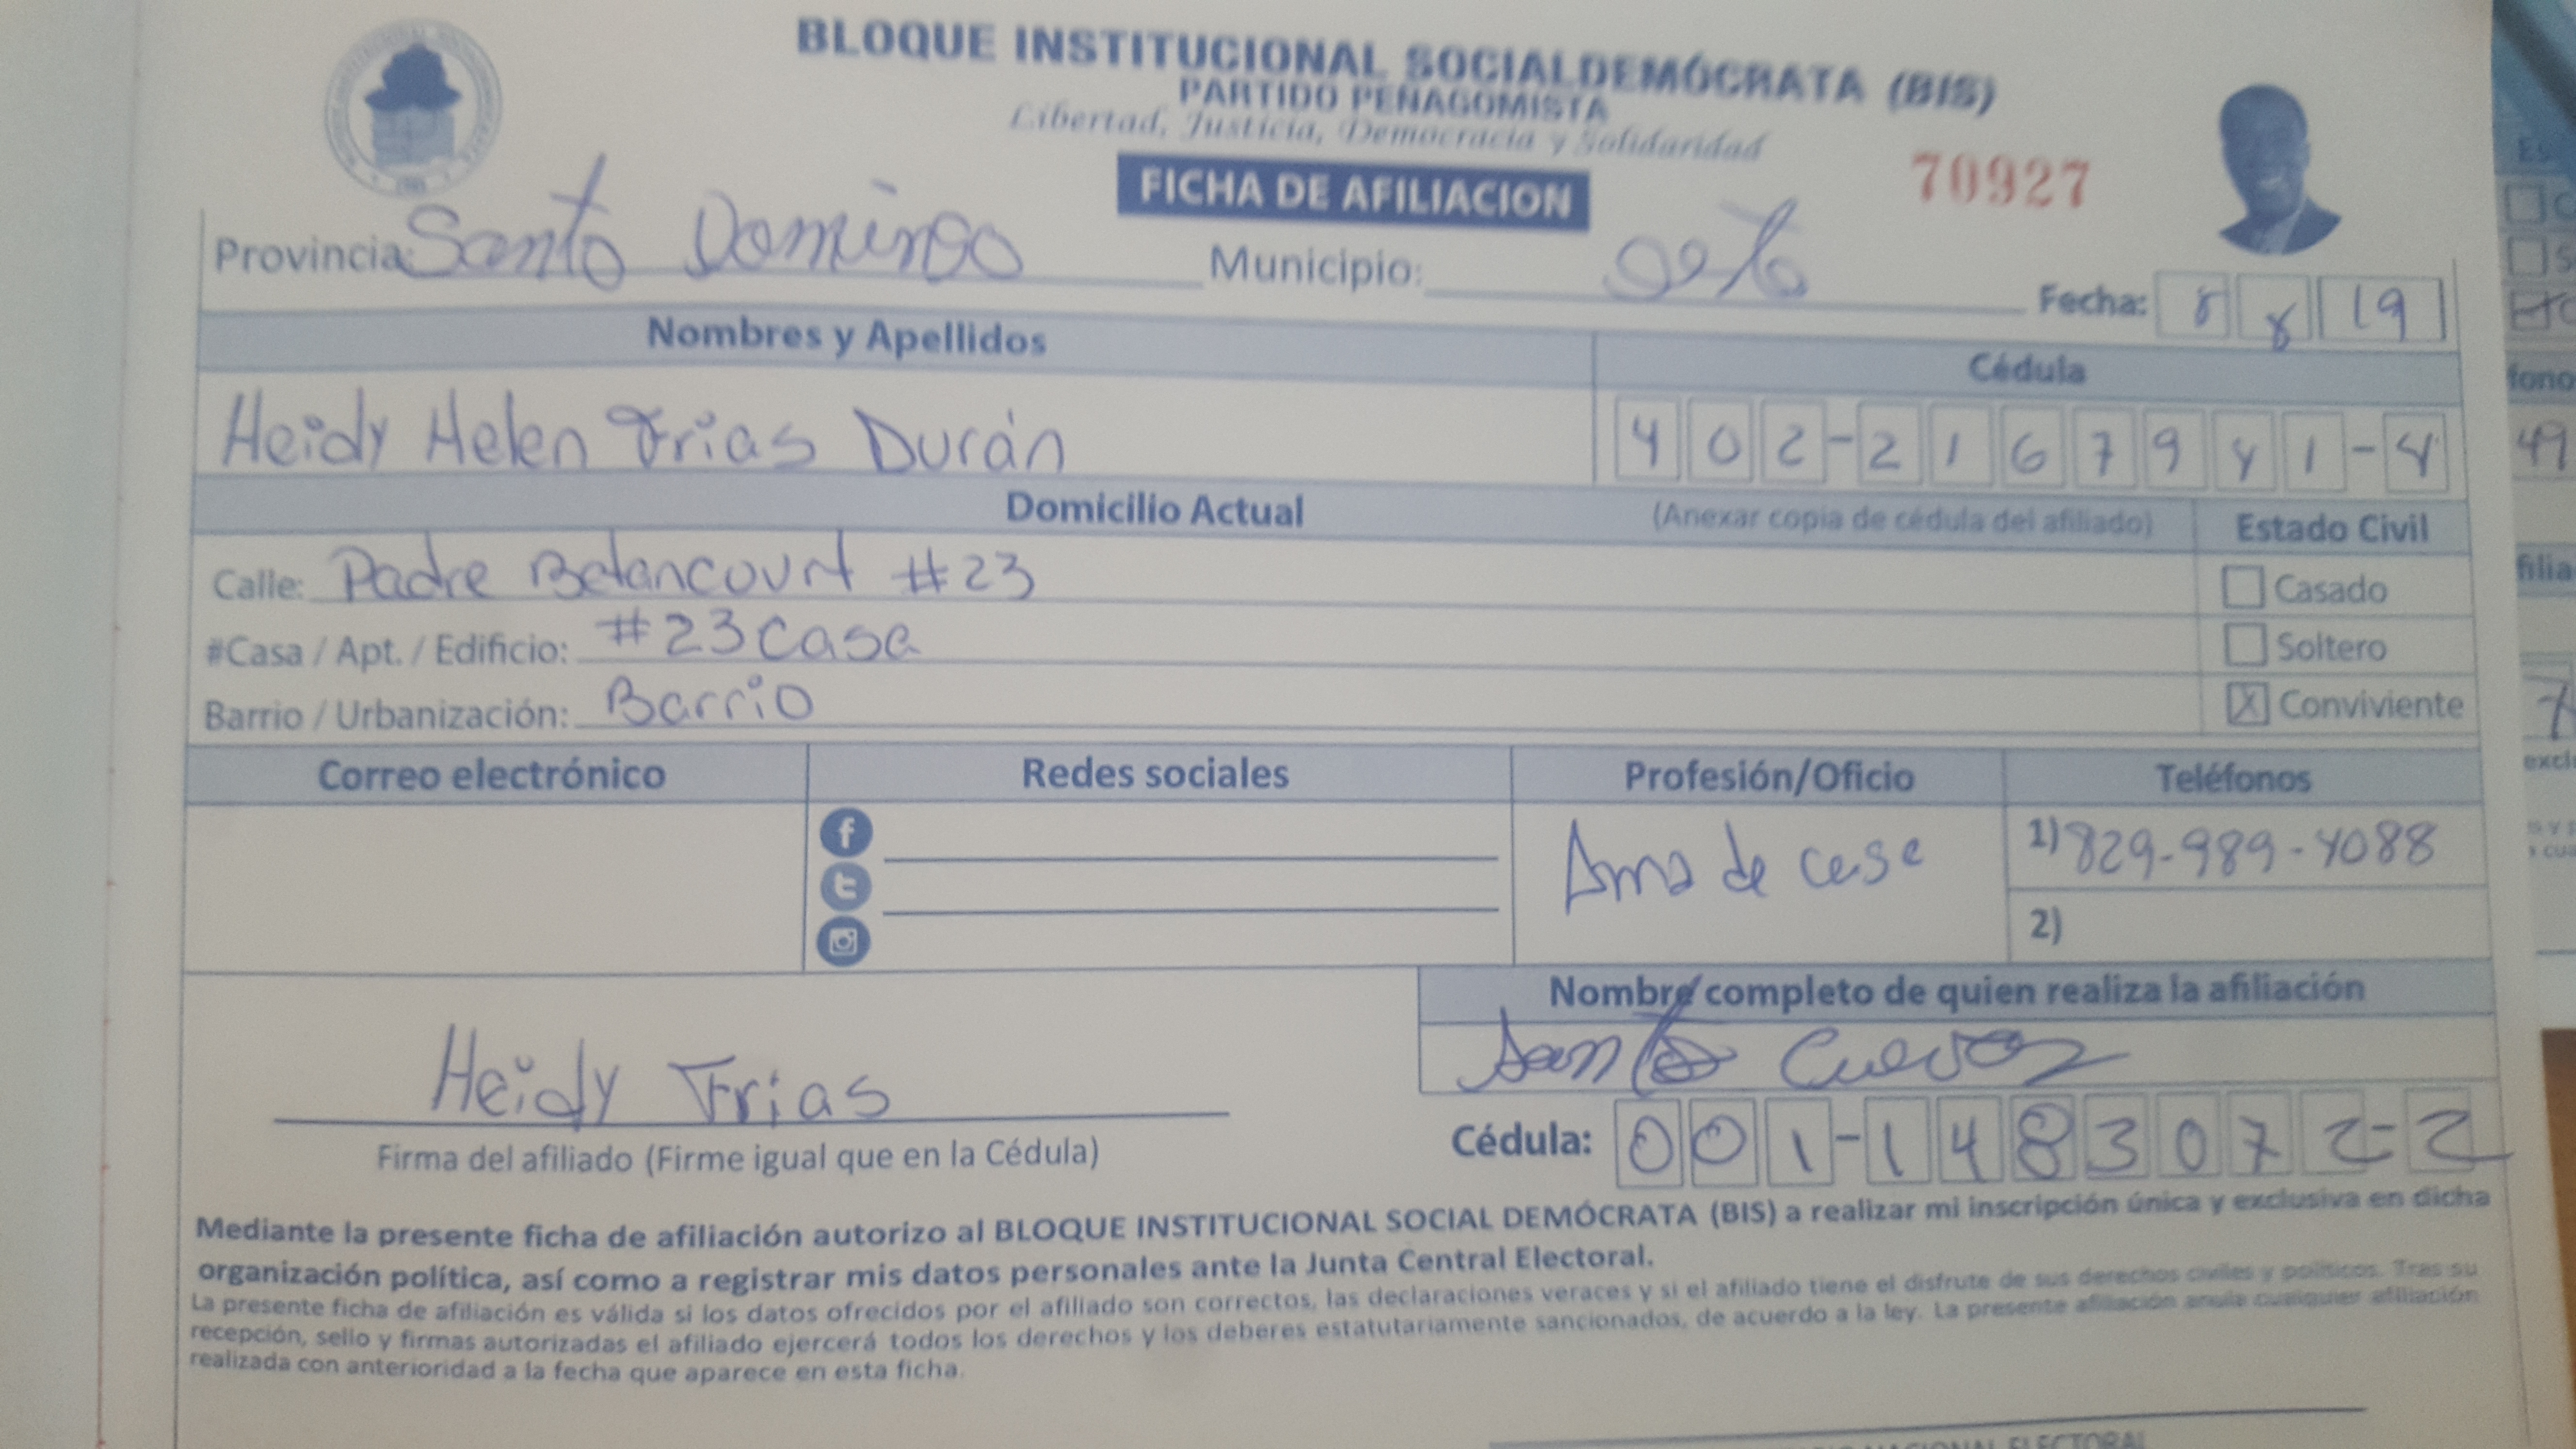 BLOQUE INSTITUCIONAL SOCIALDEMÓCRATA (BIS)
PARTIDO PEÑAGOMISTA
Libertad, Justicia, Democracia y Solidaridad
FICHA DE AFILIACION
70927
Provincia: Santo Domingo Municipio: Fecha: 8 8 19
Nombres y Apellidos Cédula
Heidy Helen Frias Durán 402-2167941-4
Domicilio Actual (Anexar copia de cédula del afiliado) Estado Civil
Calle: Padre Betancourt #23 Casado
#Casa / Apt. / Edificio: #23 casa Soltero
Barrio / Urbanización: Barrio X Conviviente
Correo electrónico Redes sociales Profesión/Oficio Teléfonos
Ama de casa 1) 829-989-4088
2)
Nombre completo de quien realiza la afiliación
Santo Cuevas
Heidy Frias
Firma del afiliado (Firme igual que en la Cédula)
Cédula: 001-1483072-2
Mediante la presente ficha de afiliación autorizo al BLOQUE INSTITUCIONAL SOCIAL DEMÓCRATA (BIS) a realizar mi inscripción única y exclusiva en dicha
organización política, así como a registrar mis datos personales ante la Junta Central Electoral.
La presente ficha de afiliación es válida si los datos ofrecidos por el afiliado son correctos, las declaraciones veraces y si el afiliado tiene el disfrute de sus derechos civiles y políticos. Tras su
recepción, sello y firmas autorizadas el afiliado ejercerá todos los derechos y los deberes estatutariamente sancionados, de acuerdo a la ley. La presente afiliación anula cualquier afiliación
realizada con anterioridad a la fecha que aparece en esta ficha.